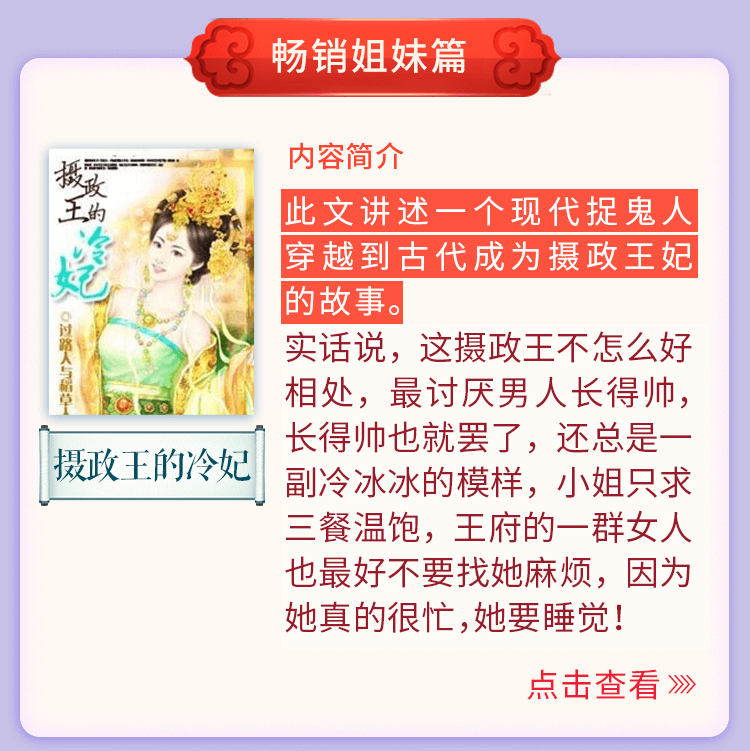 畅销姐妹篇
摄政王的
冷妃
内容简介
此文讲述一个现代捉鬼人
穿越到古代成为摄政王妃
的故事。
实话说，这摄政王不怎么好
相处，最讨厌男人长得帅，
长得帅也就罢了，还总是一
副冷冰冰的模样，小姐只求
三餐温饱，王府的一群女人
也最好不要找她麻烦，因为
她真的很忙，她要睡觉！
◎过路人与稻草人
摄政王的冷妃
点击查看